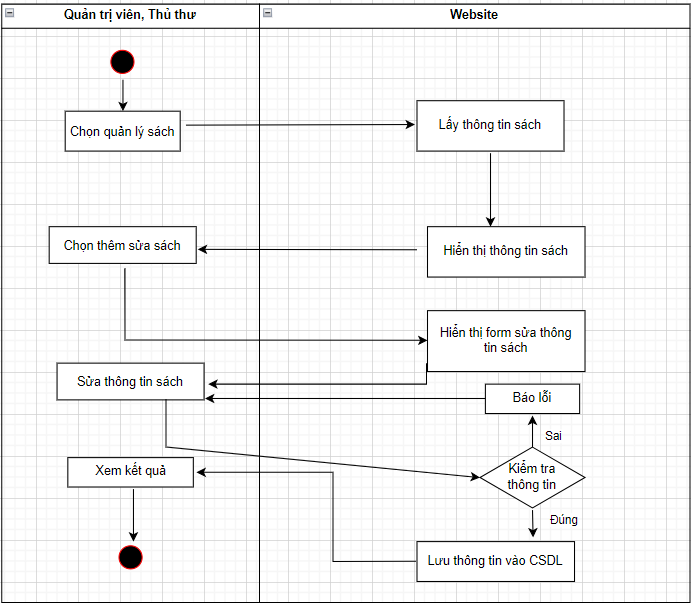 Quản trị viên, Thủ thư
Website
Chọn quản lý sách
Lấy thông tin sách
Chọn thêm sửa sách
Hiển thị thông tin sách
Hiển thị form sửa thông
tin sách
Sửa thông tin sách
Báo lỗi
Sai
Kiểm tra
thông tin
Xem kết quả
Đúng
Lưu thông tin vào CSDL